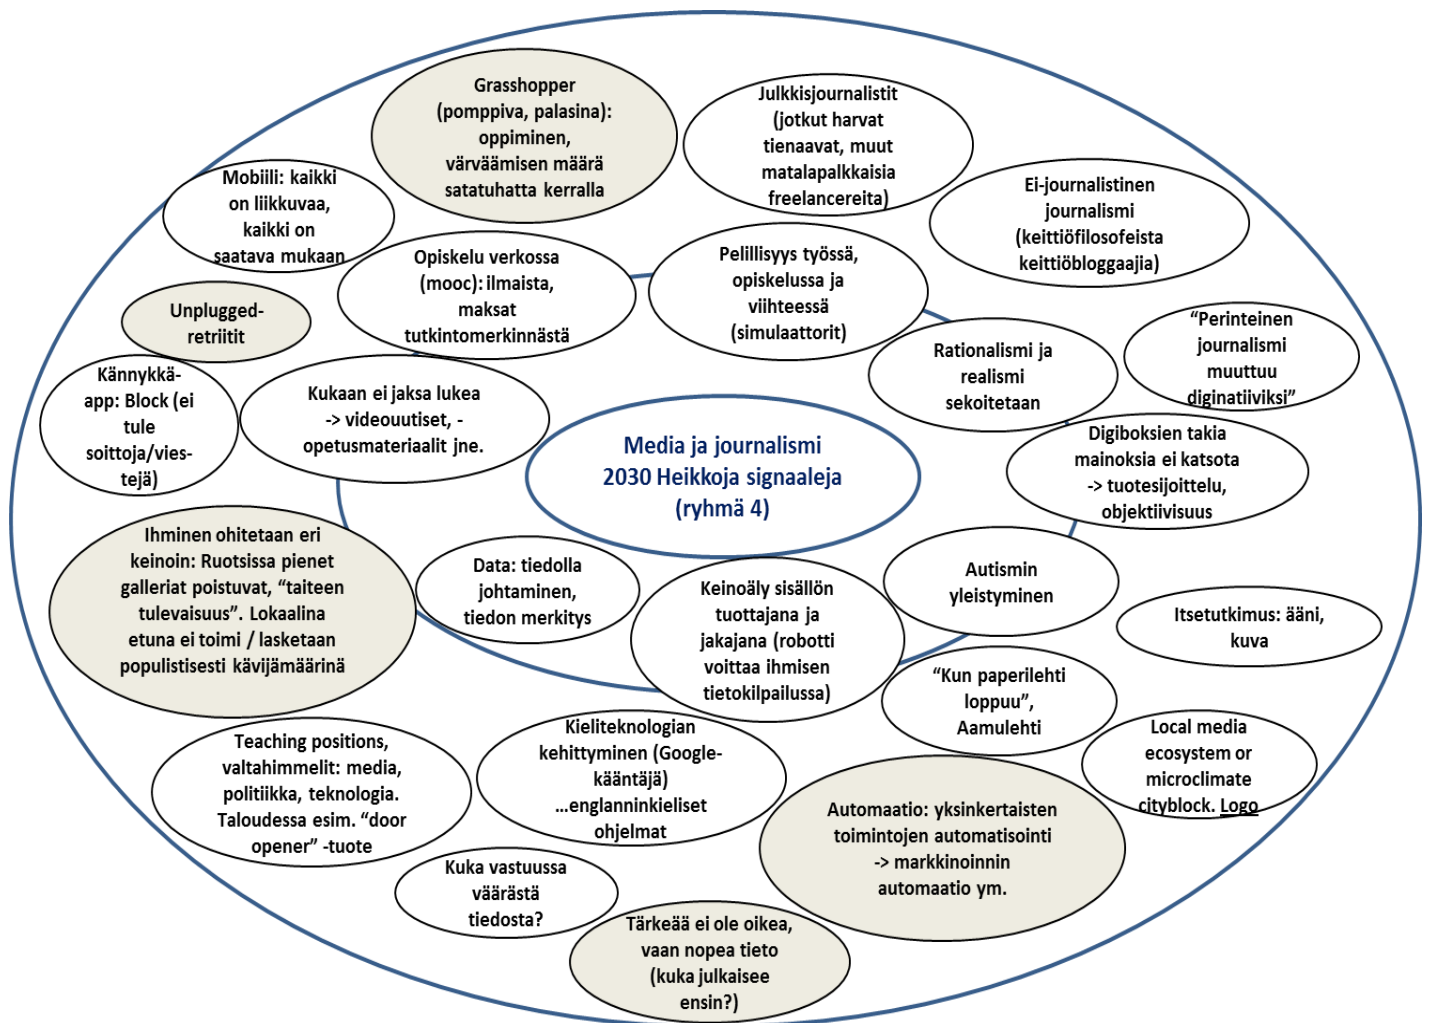 Grasshopper
(pomppiva, palasina):
oppiminen,
värväämisen määrä
satatuhatta kerralla
Julkkisjournalistit
(jotkut harvat
tienaavat, muut
matalapalkkaisia
freelancereita)
Mobiili: kaikki
on liikkuvaa,
kaikki on
saatava mukaan
Ei-journalistinen
journalismi
(keittiöfilosofeista
keittiöbloggaajia)
Opiskelu verkossa
(mooc): ilmaista,
maksat
tutkintomerkinnästä
Pelillisyys työssä,
opiskelussa ja
viihteessä
(simulaattorit)
Unplugged-
retriitit
“Perinteinen
journalismi
muuttuu
diginatiiviksi”
Rationalismi ja
realismi
sekoitetaan
Kännykkä-
app: Block (ei
tule
soittoja/vies-
tejä)
Kukaan ei jaksa lukea
-> videouutiset, -
opetusmateriaalit jne.
Media ja journalismi
2030 Heikkoja signaaleja
(ryhmä 4)
Digiboksien takia
mainoksia ei katsota
-> tuotesijoittelu,
objektiivisuus
Ihminen ohitetaan eri
keinoin: Ruotsissa pienet
galleriat poistuvat, “taiteen
tulevaisuus”. Lokaalina
etuna ei toimi / lasketaan
populistisesti kävijämäärinä
Data: tiedolla
johtaminen,
tiedon merkitys
Keinoäly sisällön
tuottajana ja
jakajana (robotti
voittaa ihmisen
tietokilpailussa)
Autismin
yleistyminen
Itsetutkimus: ääni,
kuva
“Kun paperilehti
loppuu”,
Aamulehti
Teaching positions,
valtahimmelit: media,
politiikka, teknologia.
Taloudessa esim. “door
opener” -tuote
Kieliteknologian
kehittyminen (Google-
kääntäjä)
...englanninkieliset
ohjelmat
Local media
ecosystem or
microclimate
cityblock. Logo
Automaatio: yksinkertaisten
toimintojen automatisointi
-> markkinoinnin
automaatio ym.
Kuka vastuussa
väärästä
tiedosta?
Tärkeää ei ole oikea,
vaan nopea tieto
(kuka julkaisee
ensin?)